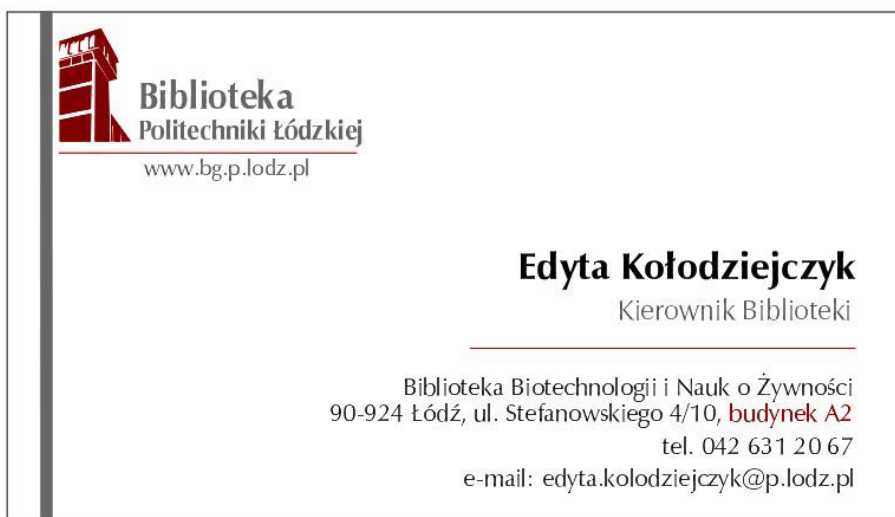 Biblioteka
Politechniki Łódzkiej
www.bg.p.lodz.pl
Edyta Kołodziejczyk
Kierownik Biblioteki
Biblioteka Biotechnologii i Nauk o Żywności
90-924 Łódź, ul. Stefanowskiego 4/10, budynek A2
tel. 042 631 20 67
e-mail: edyta.kolodziejczyk@p.lodz.pl